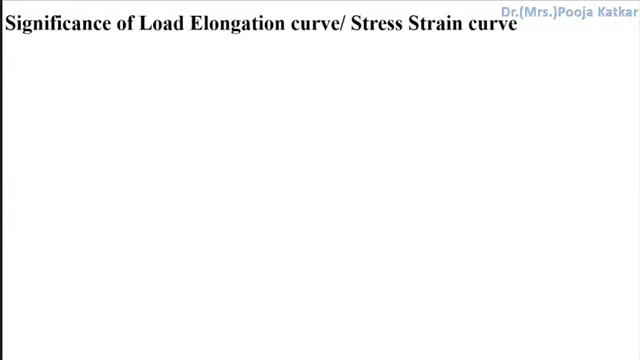 Dr.(Mrs.)Pooja Katkar
Significance of Load Elongation curve/ Stress Strain curve